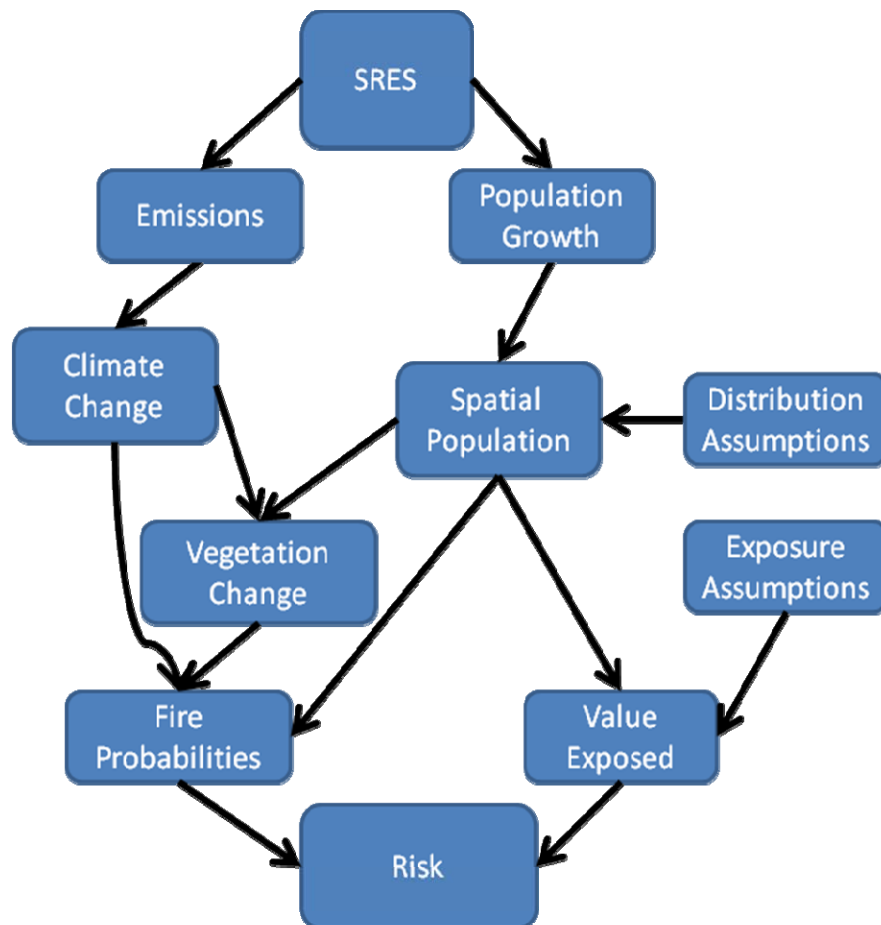 SRES
Emissions
Population
Growth
Climate
Change
Spatial
Population
Distribution
Assumptions
Vegetation
Change
Exposure
Assumptions
Fire
Probabilities
Value
Exposed
Risk